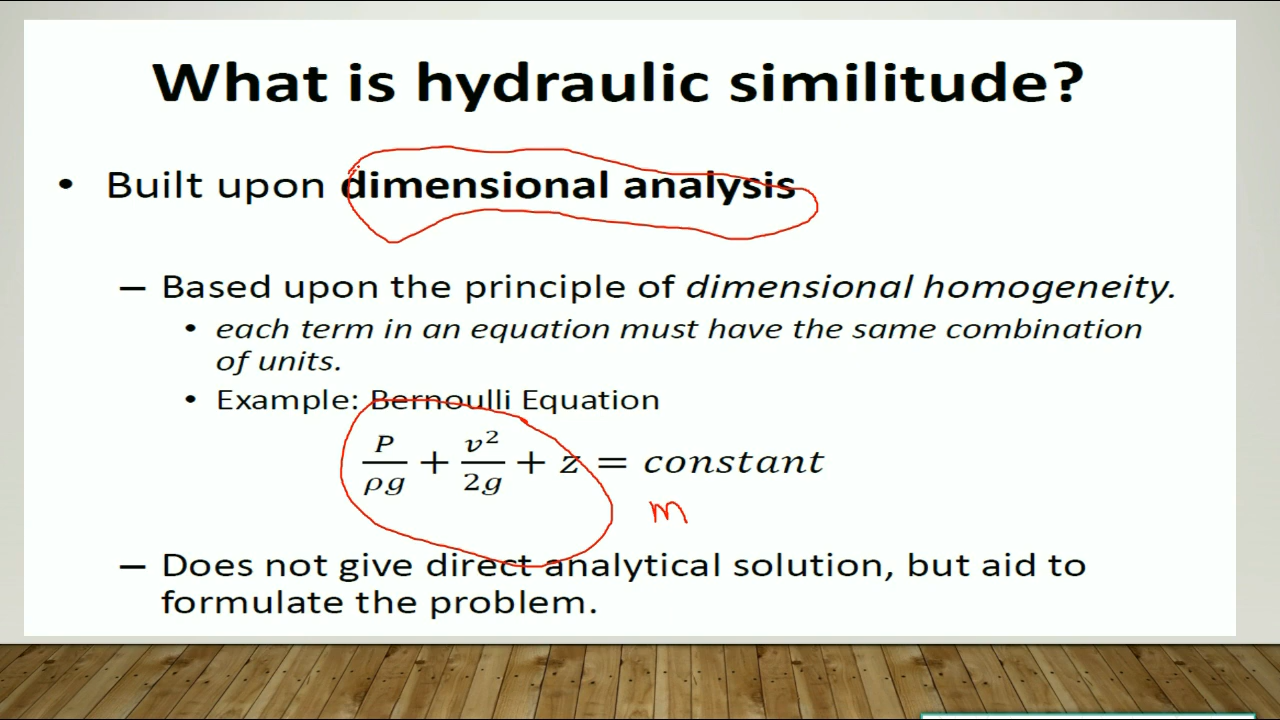 What is hydraulic similitude?
• Built upon dimensional analysis
– Based upon the principle of dimensional homogeneity.
• each term in an equation must have the same combination
of units.
• Example: Bernoulli Equation
P/ρg + v²/2g + z = constant
m
– Does not give direct analytical solution, but aid to
formulate the problem.